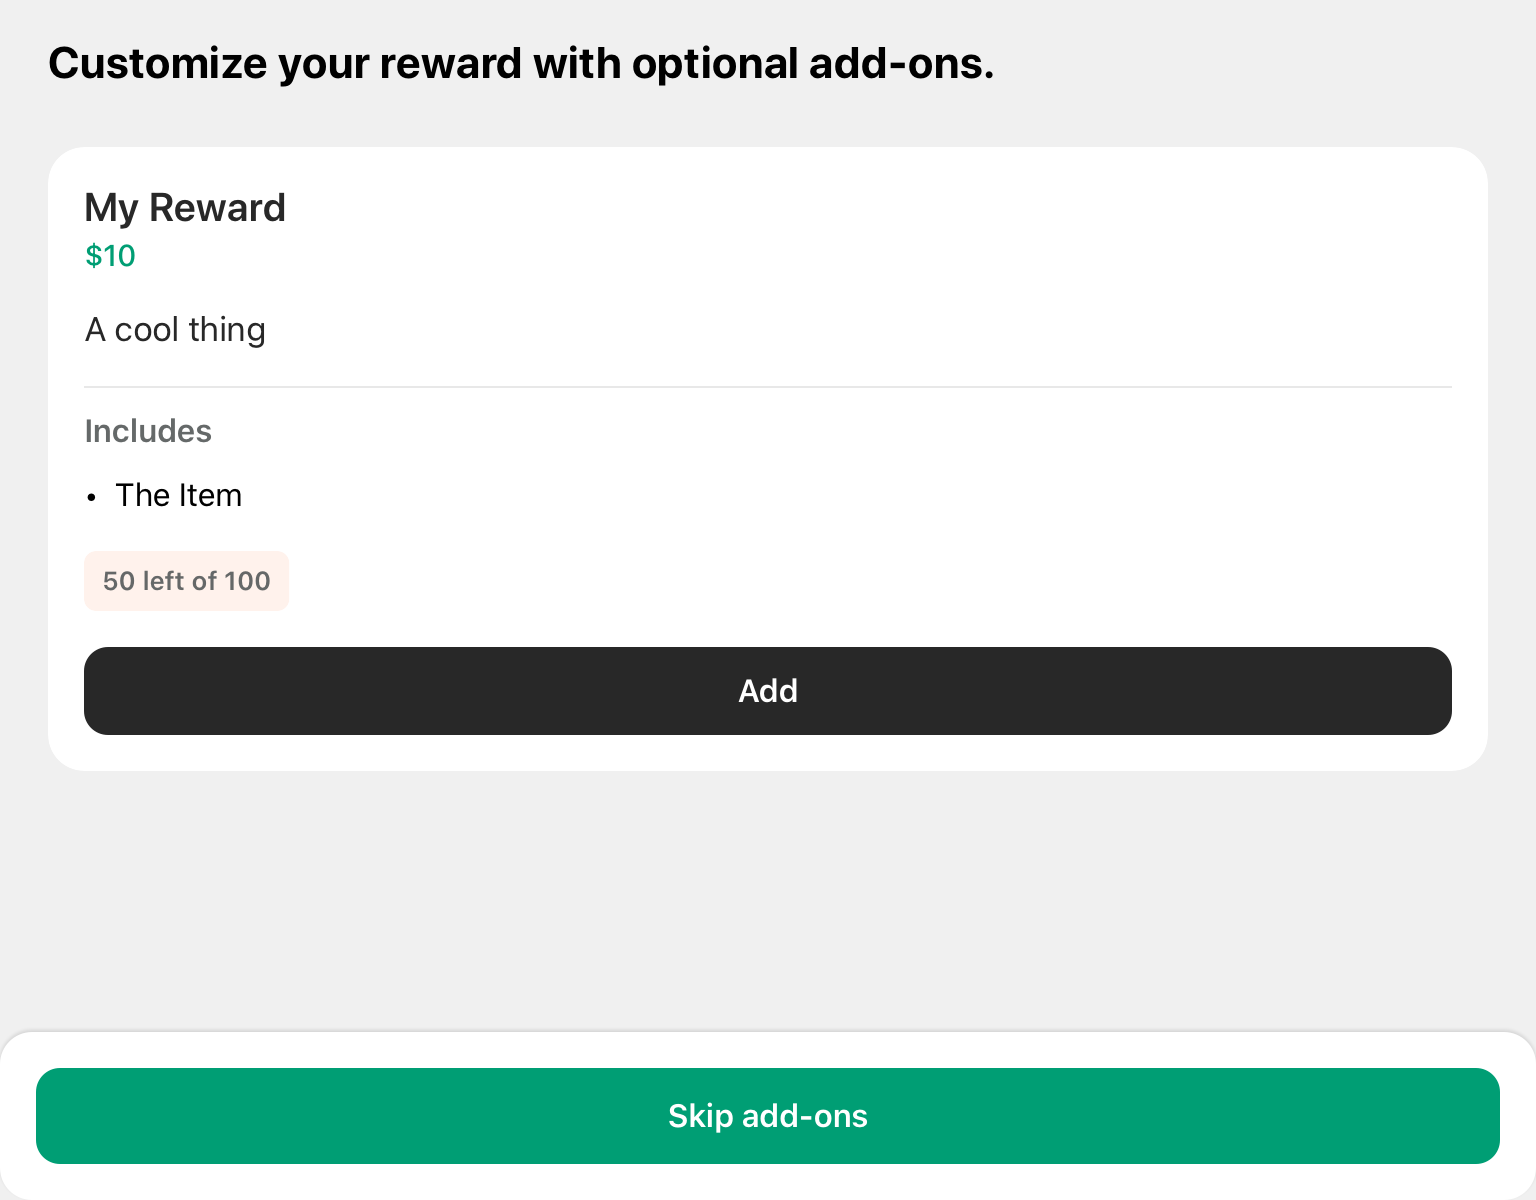 Customize your reward with optional add-ons.
My Reward
$10
A cool thing
Includes
• The Item
50 left of 100
Add
Skip add-ons